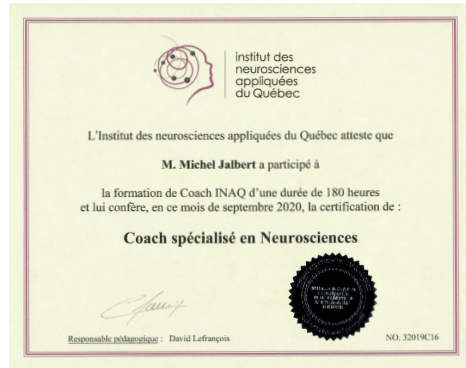 institut des
neurosciences
appliquées
du Québec
L'Institut des neurosciences appliquées du Québec atteste que
M. Michel Jalbert a participé à
la formation de Coach INAQ d'une durée de 180 heures
et lui confère, en ce mois de septembre 2020, la certification de :
Coach spécialisé en Neurosciences
Responsable pédagogique : David Lefrançois
NO. 32019C16